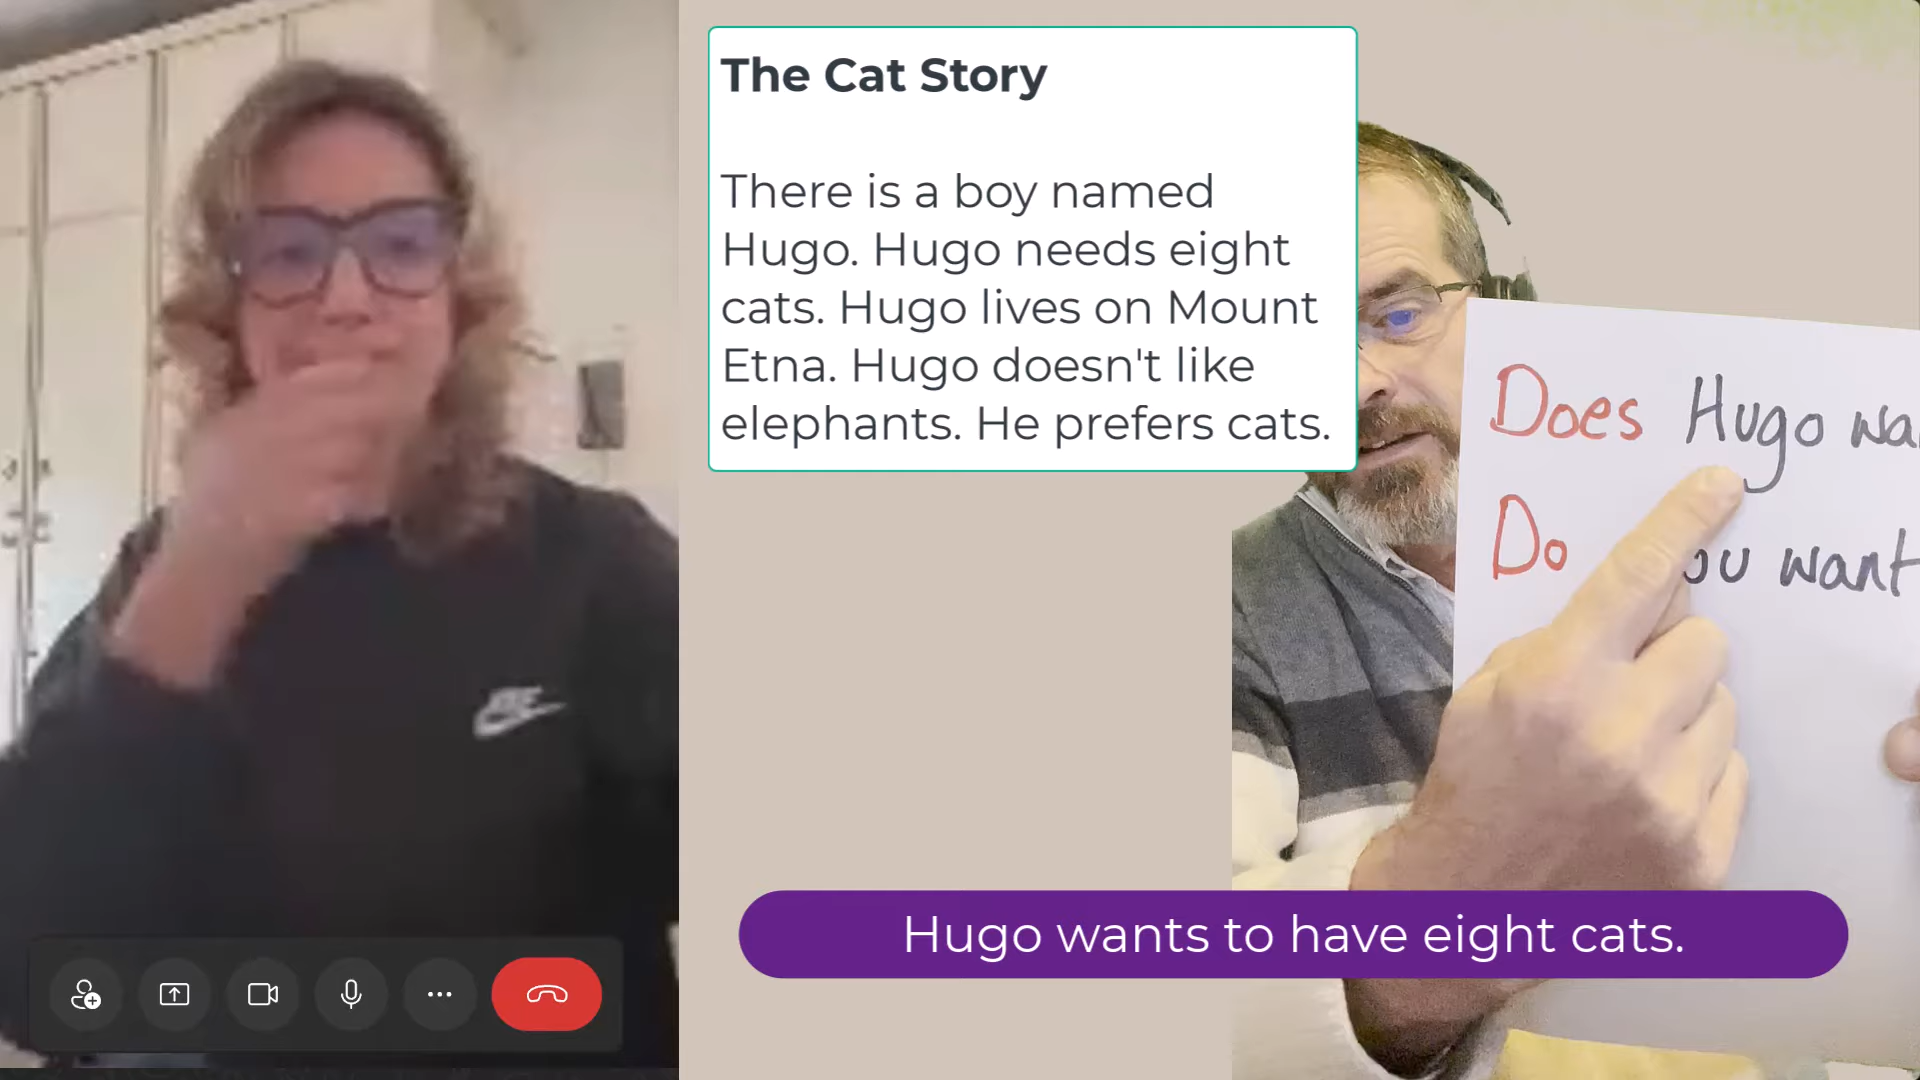 The Cat Story
There is a boy named
Hugo. Hugo needs eight
cats. Hugo lives on Mount
Etna. Hugo doesn't like
elephants. He prefers cats.
Does Hugo
Do want
Hugo wants to have eight cats.